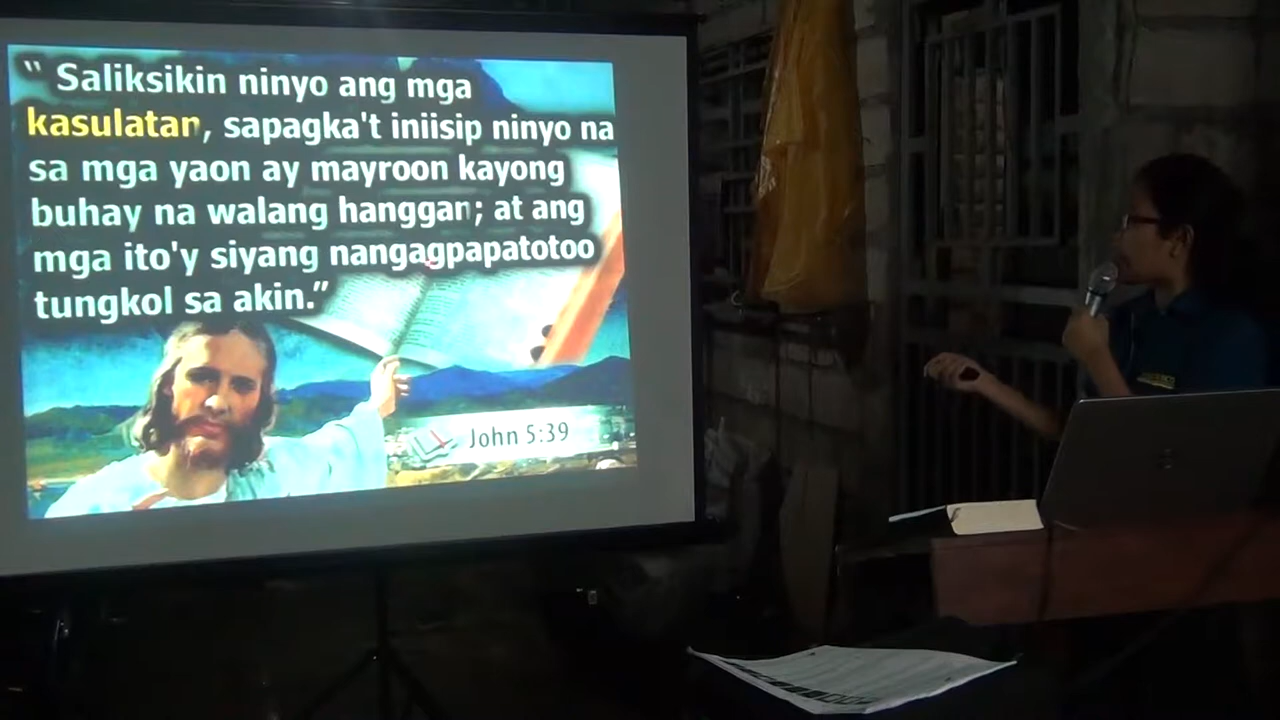 “ Saliksikin ninyo ang mga
kasulatan, sapagka't iniisip ninyo na
sa mga yaon ay mayroon kayong
buhay na walang hanggan; at ang
mga ito'y siyang nangagpapatotoo
tungkol sa akin.”
John 5:39